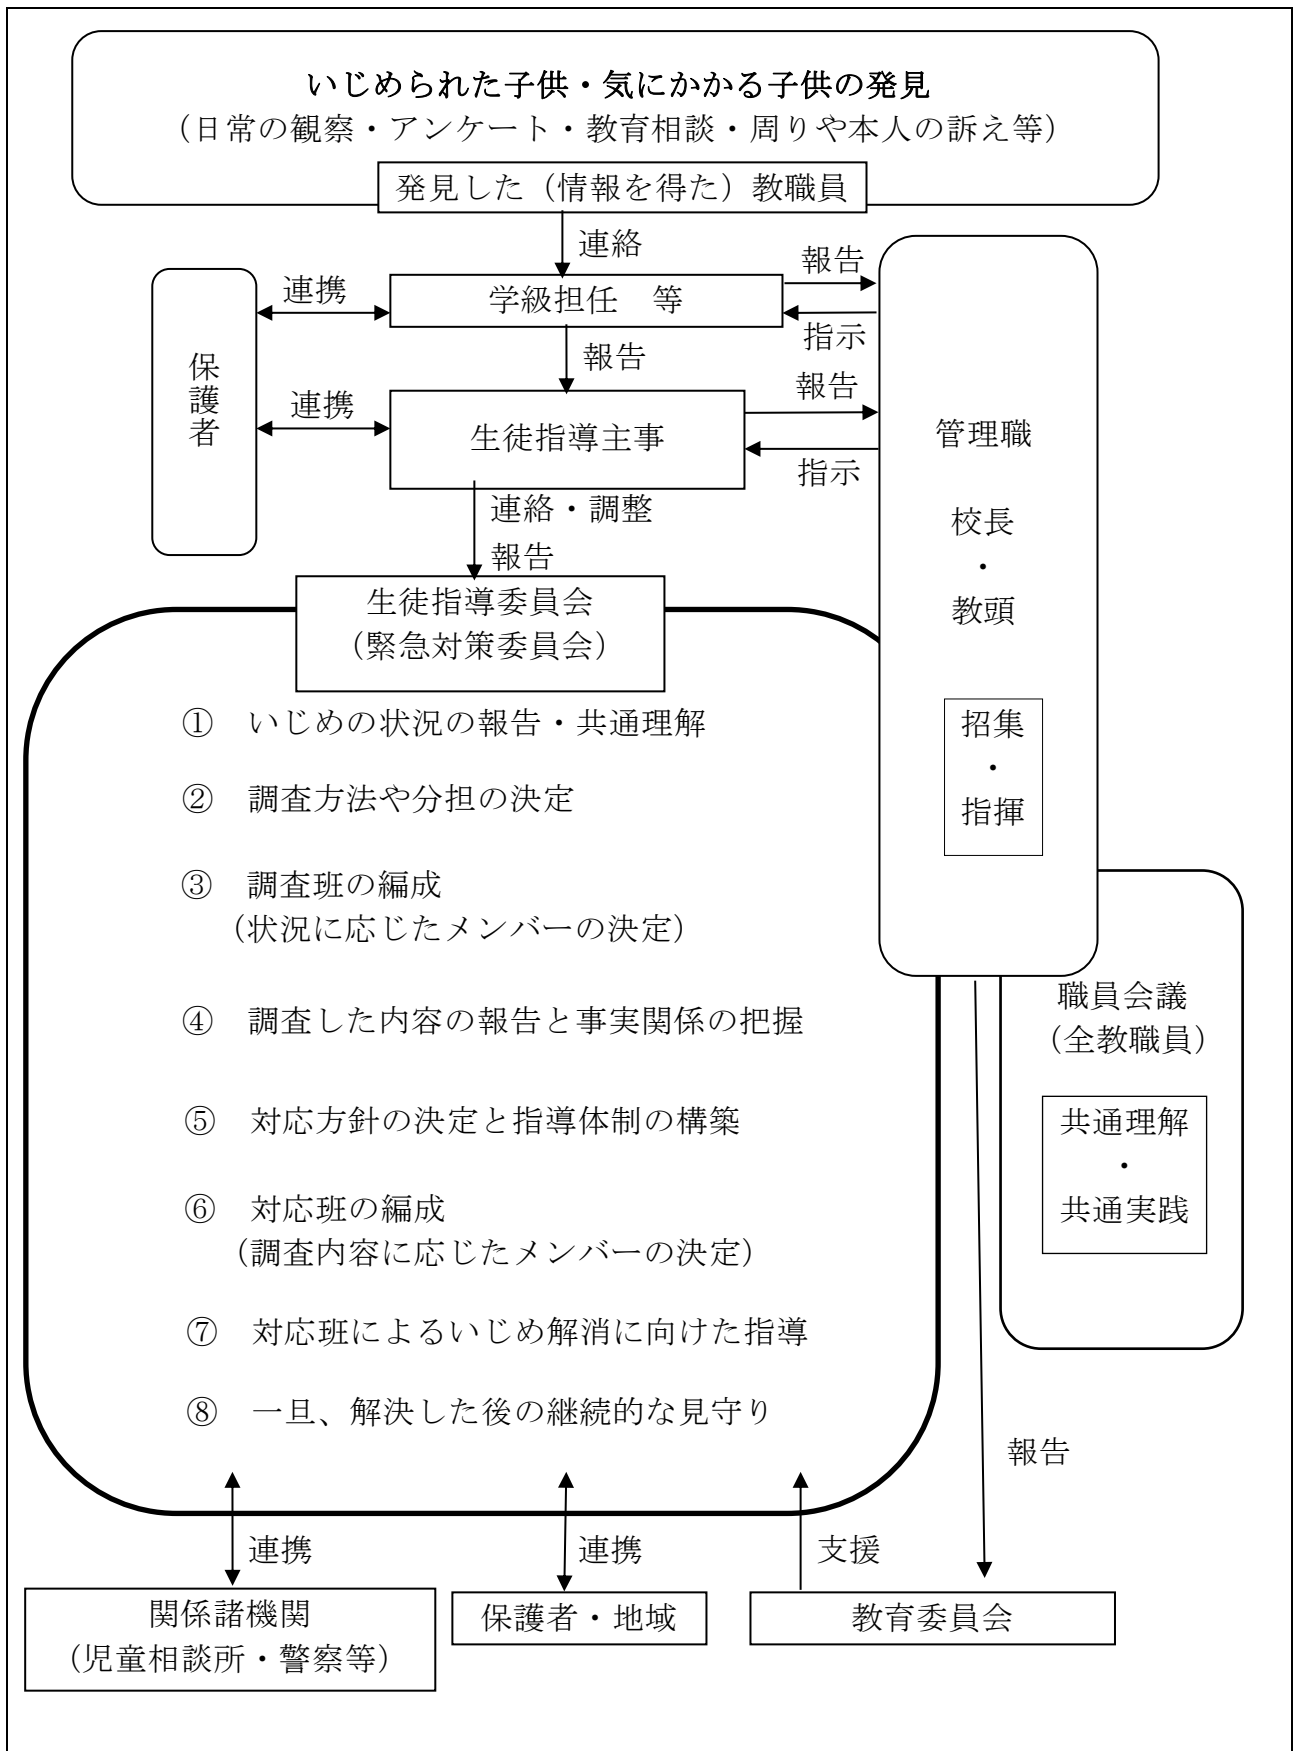 いじめられた子供・気にかかる子供の発見
（日常の観察・アンケート・教育相談・周りや本人の訴え等）
発見した（情報を得た）教職員
連絡
報告
連携
学級担任　等
指示
報告
報告
保護者
連携
生徒指導主事
指示
管理職
校長
・
教頭
招集
・
指揮
連絡・調整
報告
生徒指導委員会
（緊急対策委員会）
①　いじめの状況の報告・共通理解
②　調査方法や分担の決定
③　調査班の編成
（状況に応じたメンバーの決定）
④　調査した内容の報告と事実関係の把握
⑤　対応方針の決定と指導体制の構築
⑥　対応班の編成
（調査内容に応じたメンバーの決定）
⑦　対応班によるいじめ解消に向けた指導
⑧　一旦、解決した後の継続的な見守り
職員会議
（全教職員）
共通理解
・
共通実践
報告
連携
連携
支援
関係諸機関
（児童相談所・警察等）
保護者・地域
教育委員会